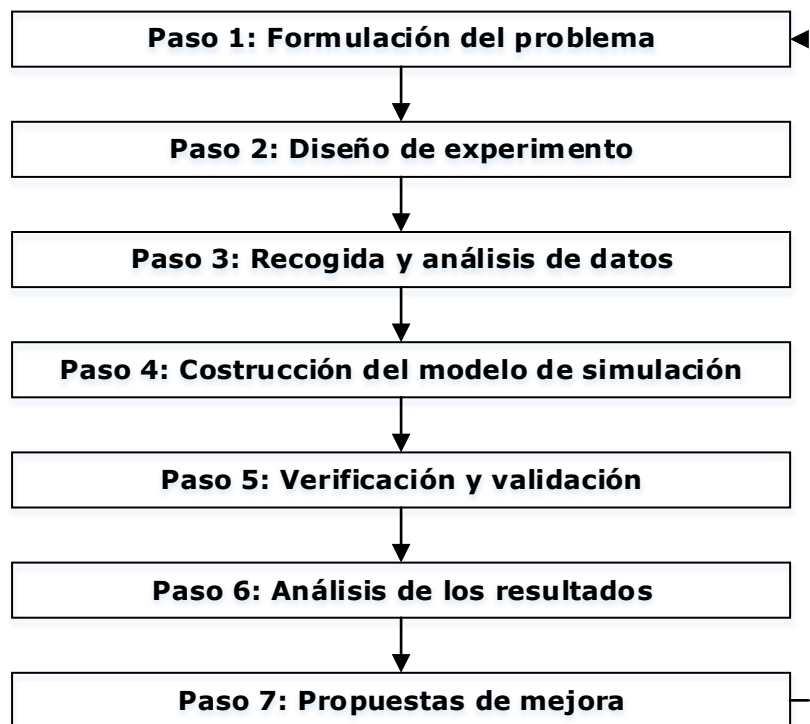 Paso 1: Formulación del problema
Paso 2: Diseño de experimento
Paso 3: Recogida y análisis de datos
Paso 4: Costrucción del modelo de simulación
Paso 5: Verificación y validación
Paso 6: Análisis de los resultados
Paso 7: Propuestas de mejora